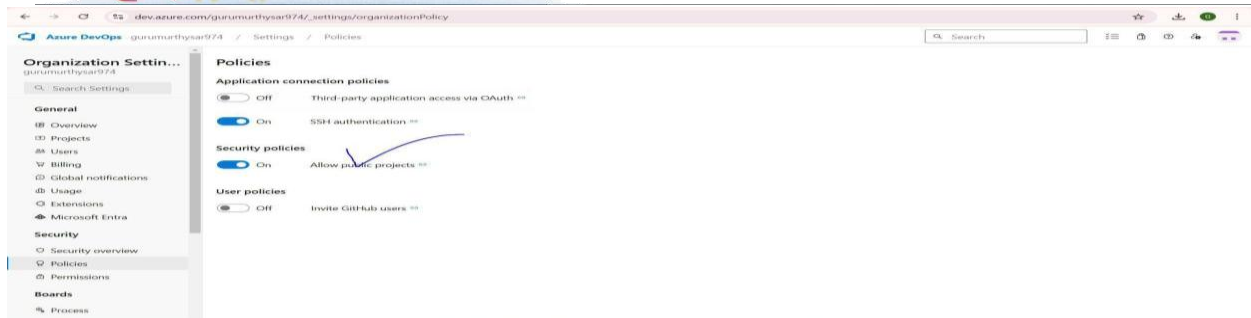 dev.azure.com/gurumurthysar974/_settings/organizationPolicy
Azure DevOps gurumurthysar974 / Settings / Policies
Search
Organization Settin...
gurumurthysar974
Search Settings
General
Overview
Projects
Users
Billing
Global notifications
Usage
Extensions
Microsoft Entra
Security
Security overview
Policies
Permissions
Boards
Process
Policies
Application connection policies
Off Third-party application access via OAuth
On SSH authentication
Security policies
On Allow public projects
User policies
Off Invite GitHub users